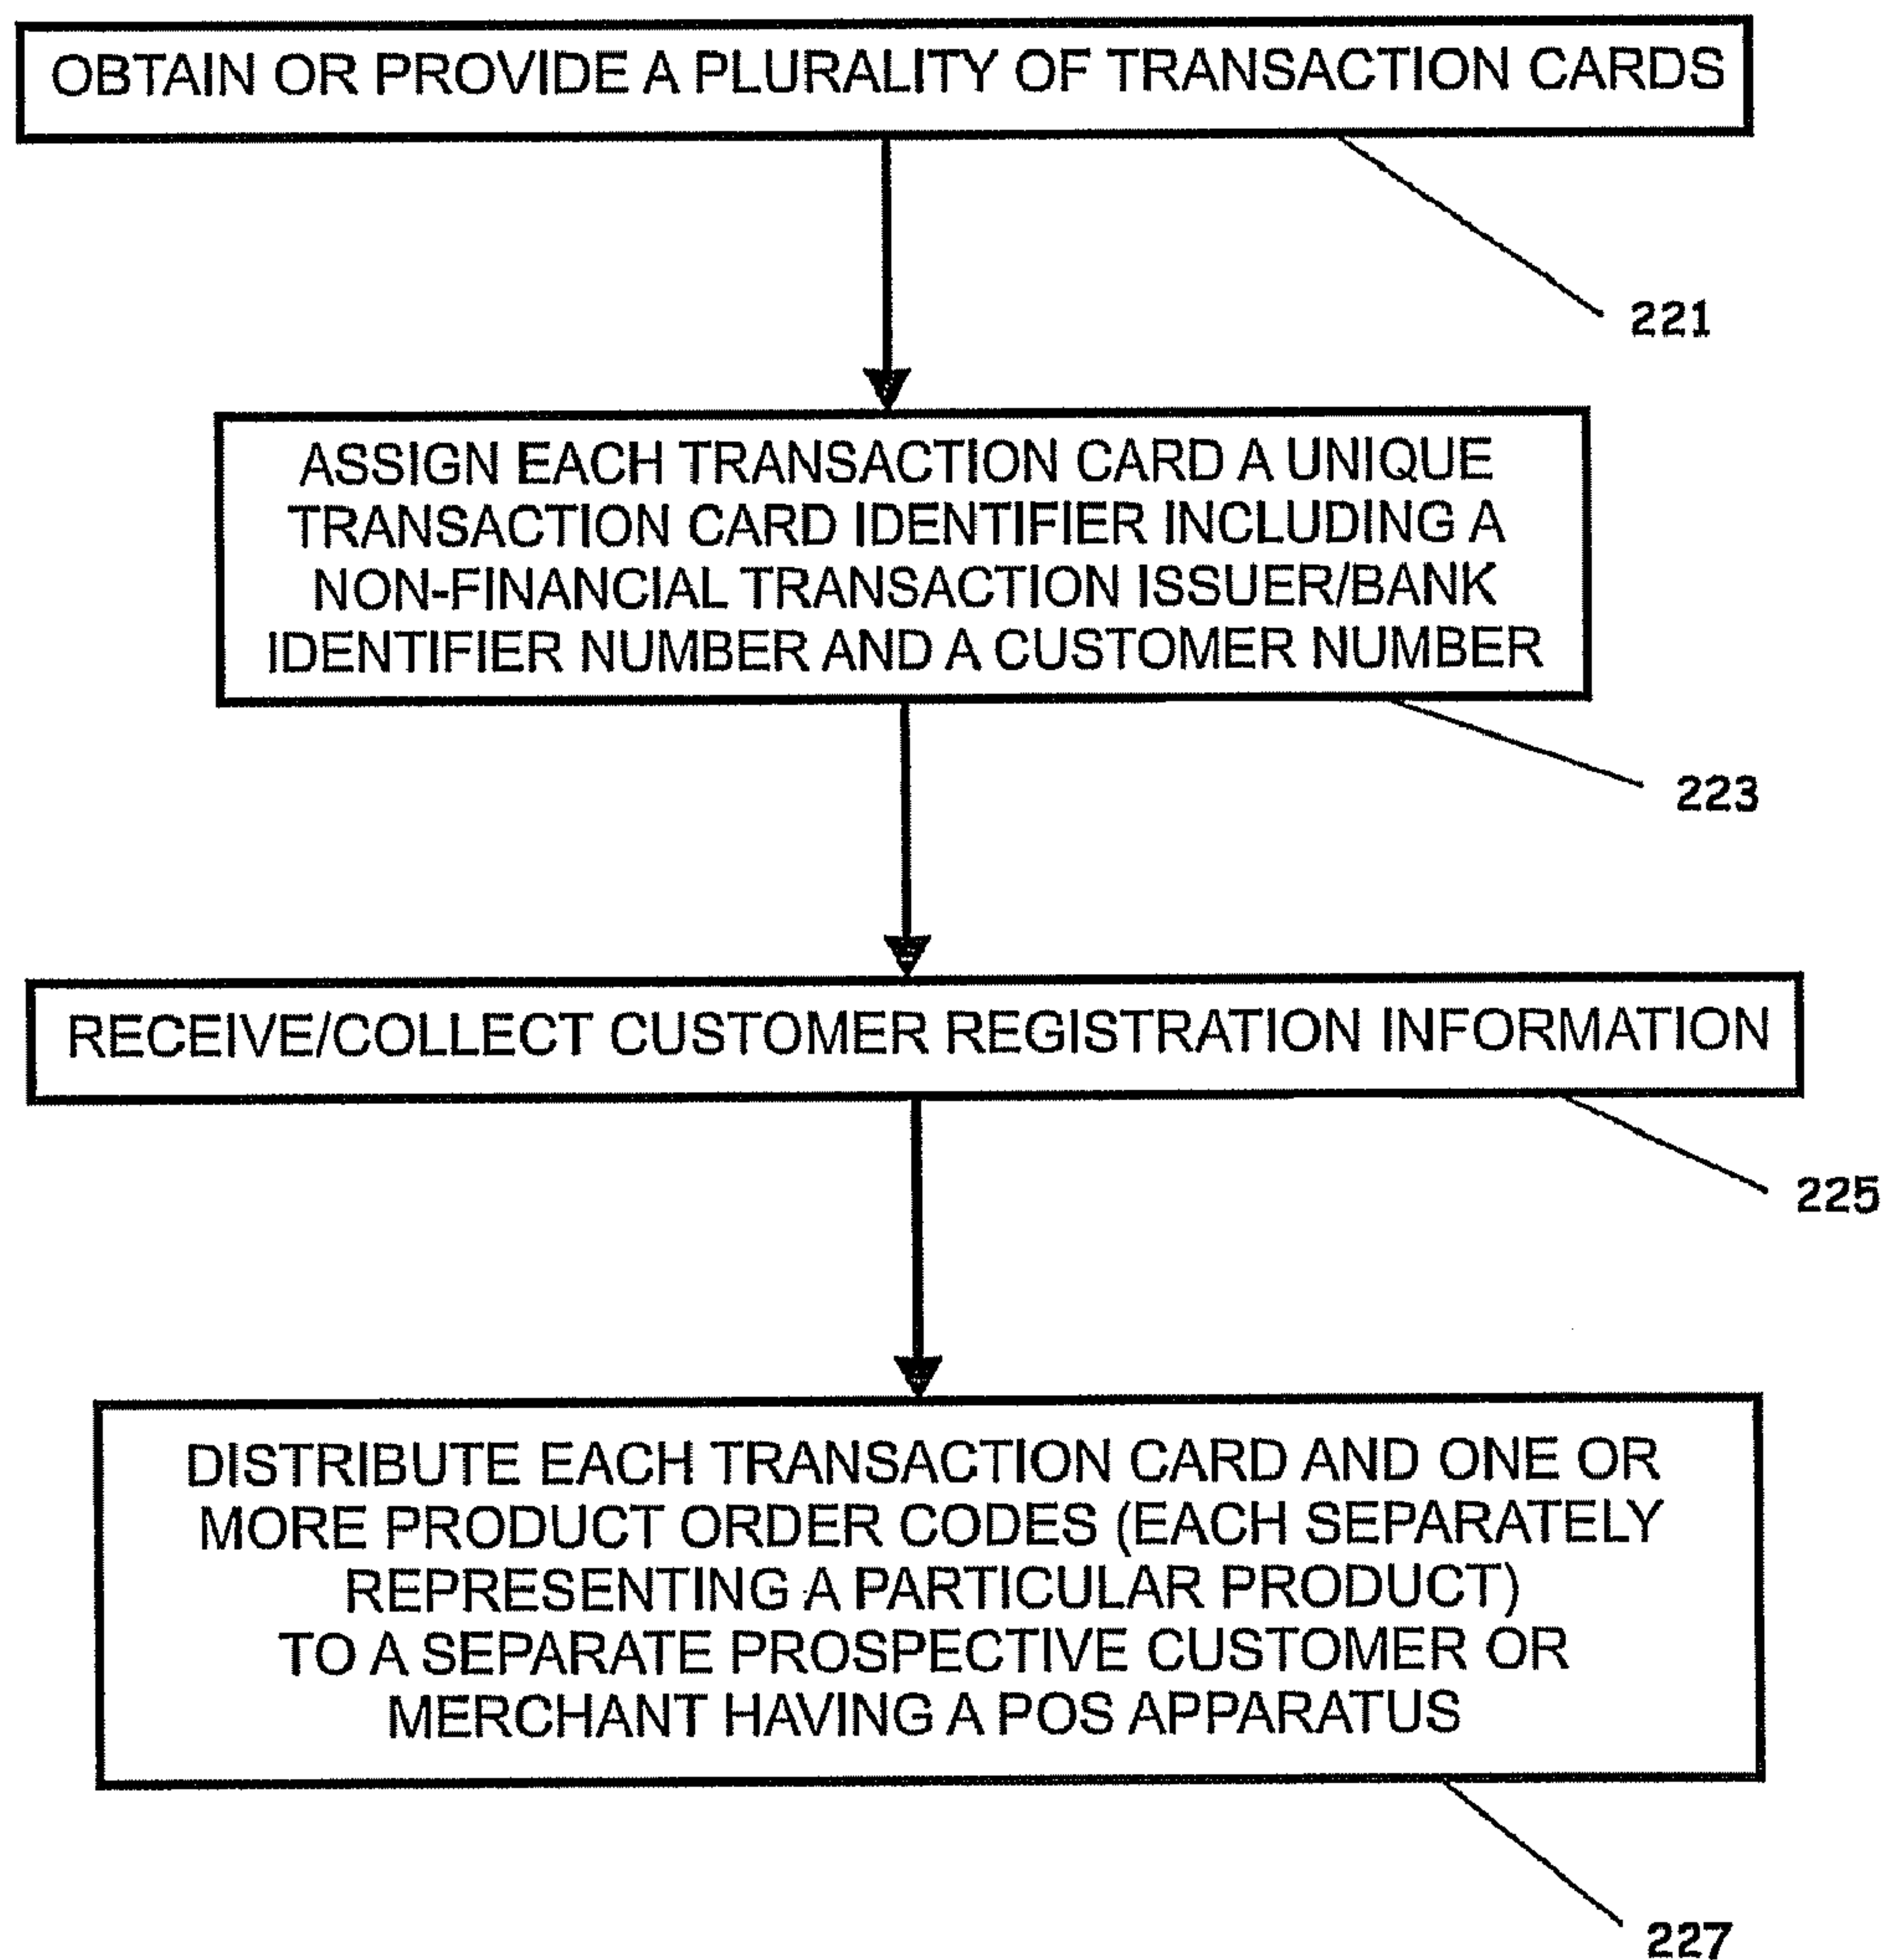 OBTAIN OR PROVIDE A PLURALITY OF TRANSACTION CARDS
221
ASSIGN EACH TRANSACTION CARD A UNIQUE
TRANSACTION CARD IDENTIFIER INCLUDING A
NON-FINANCIAL TRANSACTION ISSUER/BANK
IDENTIFIER NUMBER AND A CUSTOMER NUMBER
223
RECEIVE/COLLECT CUSTOMER REGISTRATION INFORMATION
225
DISTRIBUTE EACH TRANSACTION CARD AND ONE OR
MORE PRODUCT ORDER CODES (EACH SEPARATELY
REPRESENTING A PARTICULAR PRODUCT)
TO A SEPARATE PROSPECTIVE CUSTOMER OR
MERCHANT HAVING A POS APPARATUS
227